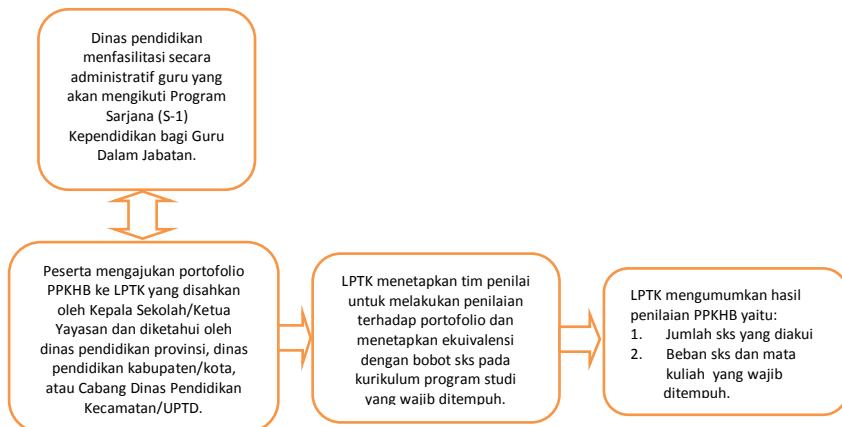 Dinas pendidikan
menfasilitasi secara
administratif guru yang
akan mengikuti Program
Sarjana (S-1)
Kependidikan bagi Guru
Dalam Jabatan.
Peserta mengajukan portofolio
PPKHB ke LPTK yang disahkan
oleh Kepala Sekolah/Ketua
Yayasan dan diketahui oleh
dinas pendidikan provinsi, dinas
pendidikan kabupaten/kota,
atau Cabang Dinas Pendidikan
Kecamatan/UPTD.
LPTK menetapkan tim penilai
untuk melakukan penilaian
terhadap portofolio dan
menetapkan ekuivalensi
dengan bobot sks pada
kurikulum program studi
yang wajib ditempuh.
LPTK mengumumkan hasil
penilaian PPKHB yaitu:
1. Jumlah sks yang diakui
2. Beban sks dan mata
kuliah yang wajib
ditempuh.